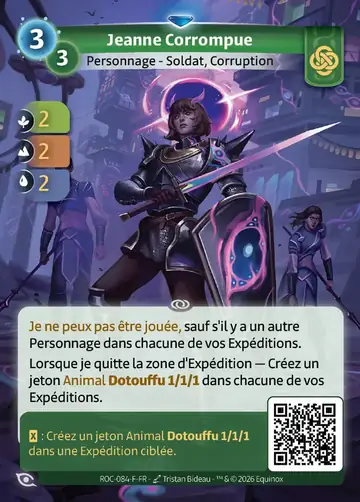 3
Jeanne Corrompue
3
Personnage - Soldat, Corruption
2
2
2
Je ne peux pas être jouée, sauf s'il y a un autre
Personnage dans chacune de vos Expéditions.
Lorsque je quitte la zone d'Expédition — Créez un
jeton Animal Dotouffu 1/1/1 dans chacune de vos
Expéditions.
X : Créez un jeton Animal Dotouffu 1/1/1
dans une Expédition ciblée.
ROC-084-F-FR - Tristan Bideau - ™ & © 2026 Equinox